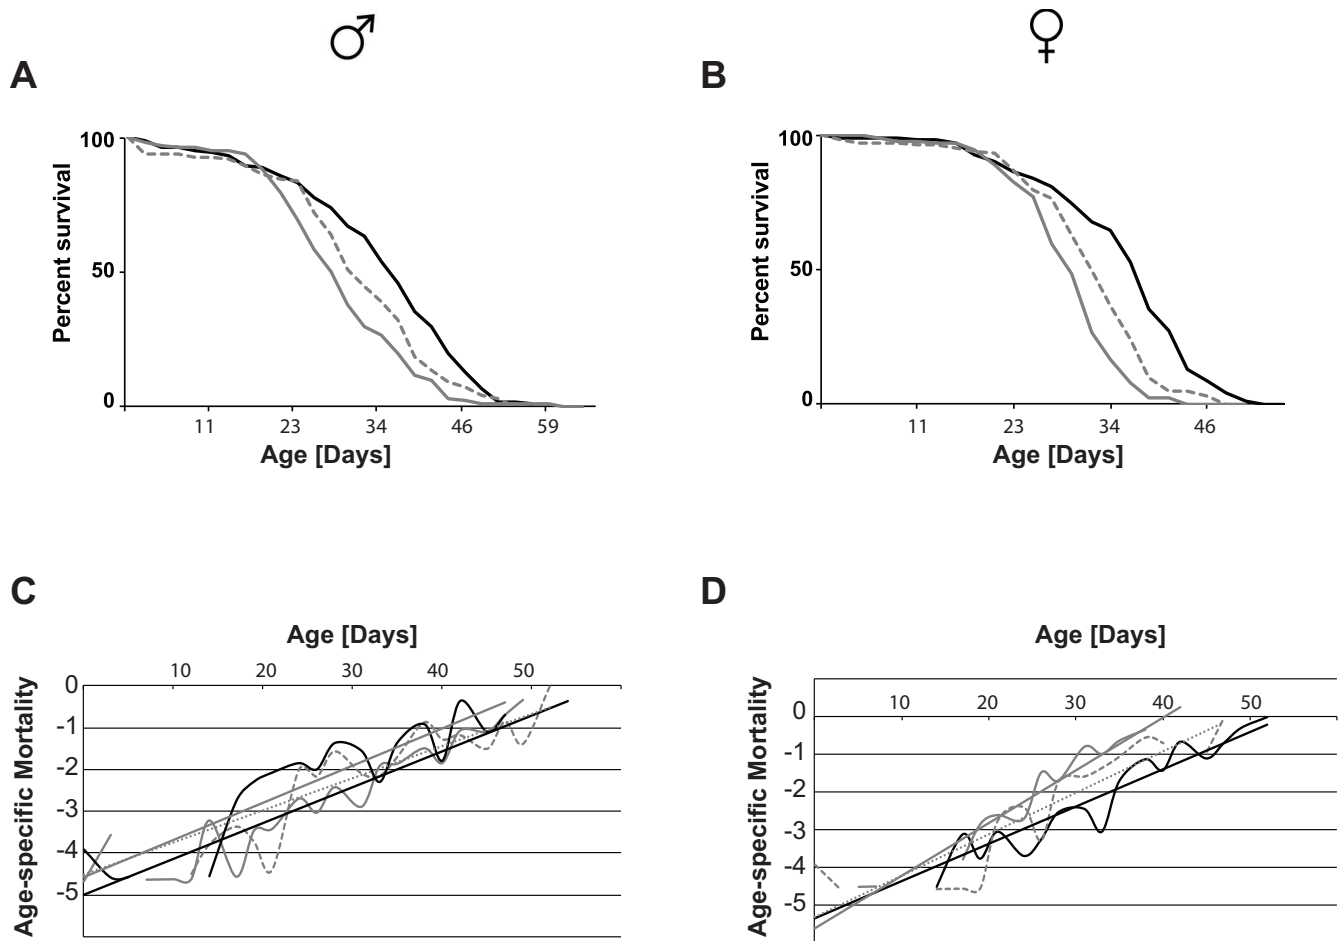 ♂
♀
A
B
100
50
0
Percent survival
11 23 34 46 59
Age [Days]
100
50
0
Percent survival
11 23 34 46
Age [Days]
C
Age [Days]
10 20 30 40 50
0
-1
-2
-3
-4
-5
Age-specific Mortality
D
Age [Days]
10 20 30 40 50
0
-1
-2
-3
-4
-5
Age-specific Mortality